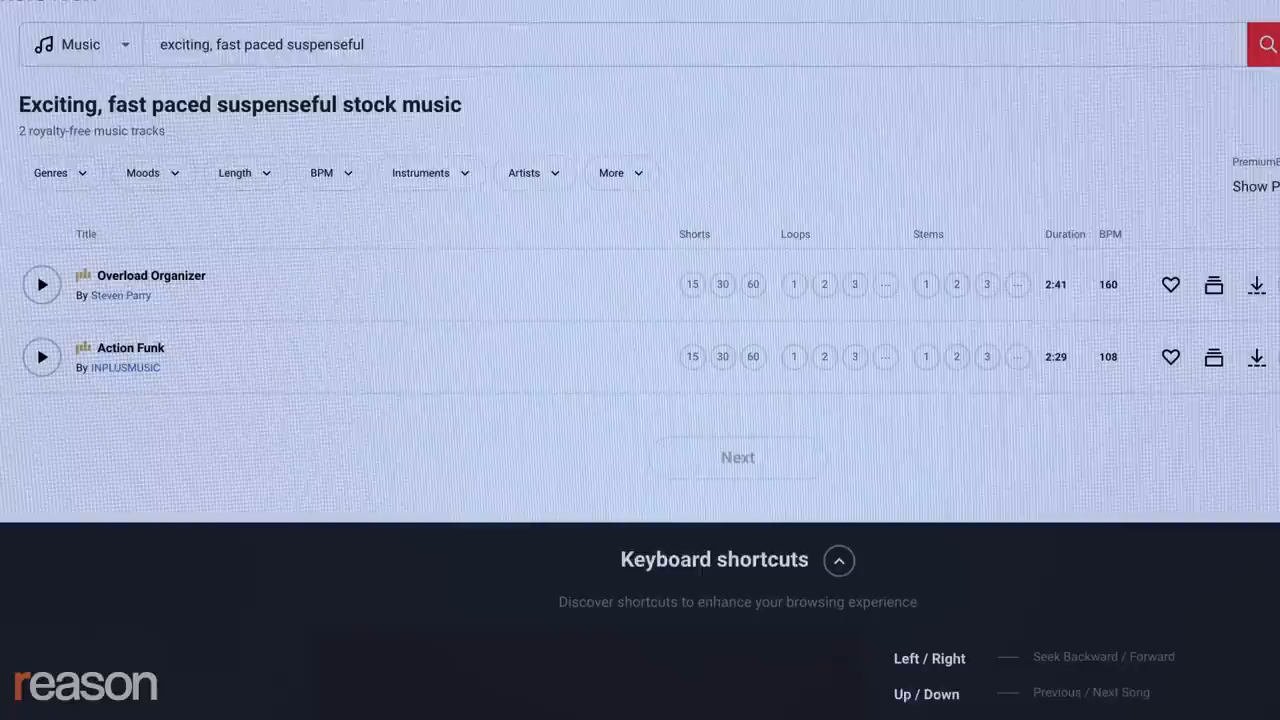 Music
exciting, fast paced suspenseful
Exciting, fast paced suspenseful stock music
2 royalty-free music tracks
Genres Moods Length BPM Instruments Artists More
Show P
Title Shorts Loops Stems Duration BPM
Overload Organizer
By Steven Parry
15 30 60 1 2 3 ... 1 2 3 ... 2:41 160
Action Funk
By INPLUSMUSIC
15 30 60 1 2 3 ... 1 2 3 ... 2:29 108
Next
Keyboard shortcuts
Discover shortcuts to enhance your browsing experience
Left / Right — Seek Backward / Forward
Up / Down — Previous / Next Song
reason